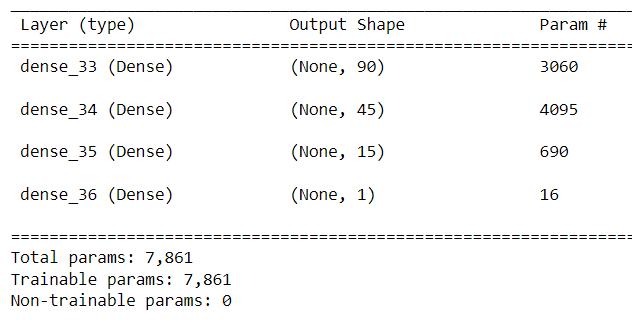 Layer (type) Output Shape Param #
dense_33 (Dense) (None, 90) 3060
dense_34 (Dense) (None, 45) 4095
dense_35 (Dense) (None, 15) 690
dense_36 (Dense) (None, 1) 16
Total params: 7,861
Trainable params: 7,861
Non-trainable params: 0